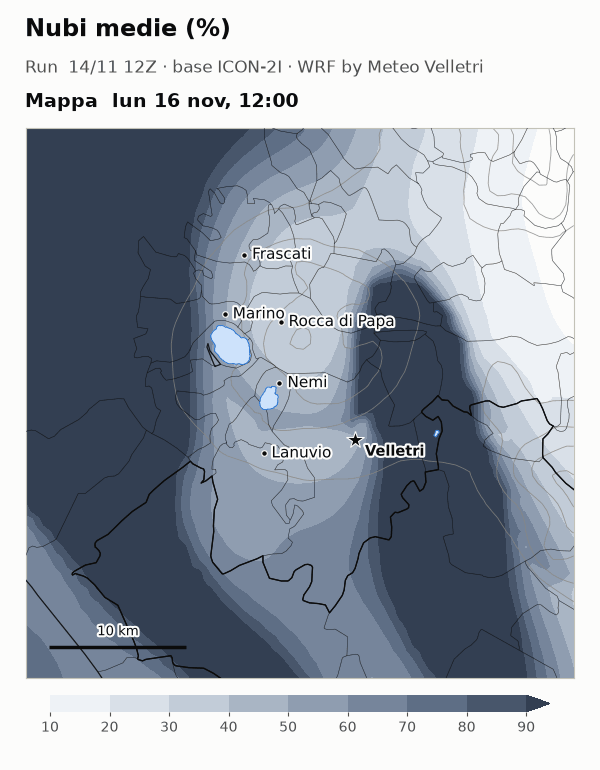 Nubi medie (%)
Run  14/11 12Z · base ICON-2I · WRF by Meteo Velletri
Mappa  lun 16 nov, 12:00
Frascati
Marino
Rocca di Papa
Nemi
Velletri
Lanuvio
10 km
10 20 30 40 50 60 70 80 90